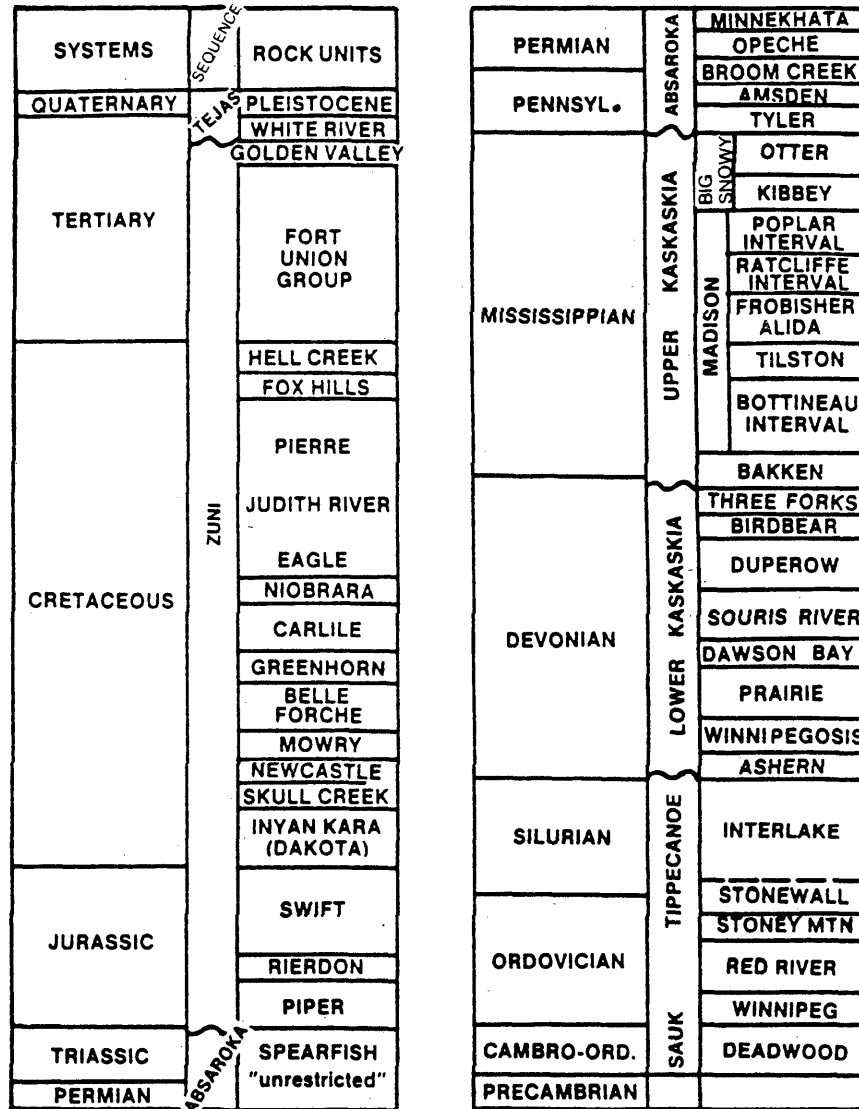 SYSTEMS
SEQUENCE
ROCK UNITS
QUATERNARY
TEJAS
PLEISTOCENE
WHITE RIVER
GOLDEN VALLEY
TERTIARY
FORT
UNION
GROUP
HELL CREEK
FOX HILLS
PIERRE
JUDITH RIVER
ZUNI
EAGLE
NIOBRARA
CRETACEOUS
CARLILE
GREENHORN
BELLE
FORCHE
MOWRY
NEWCASTLE
SKULL CREEK
INYAN KARA
(DAKOTA)
SWIFT
JURASSIC
RIERDON
PIPER
TRIASSIC
ABSAROKA
SPEARFISH
"unrestricted"
PERMIAN
PERMIAN
ABSAROKA
MINNEKHATA
OPECHE
BROOM CREEK
PENNSYL.
AMSDEN
TYLER
BIG
SNOWY
OTTER
KIBBEY
MISSISSIPPIAN
UPPER KASKASKIA
MADISON
POPLAR
INTERVAL
RATCLIFFE
INTERVAL
FROBISHER
ALIDA
TILSTON
BOTTINEAU
INTERVAL
BAKKEN
DEVONIAN
LOWER KASKASKIA
THREE FORKS
BIRDBEAR
DUPEROW
SOURIS RIVER
DAWSON BAY
PRAIRIE
WINNIPEGOSIS
ASHERN
SILURIAN
TIPPECANOE
INTERLAKE
STONEWALL
STONEY MTN
ORDOVICIAN
RED RIVER
WINNIPEG
CAMBRO-ORD.
SAUK
DEADWOOD
PRECAMBRIAN